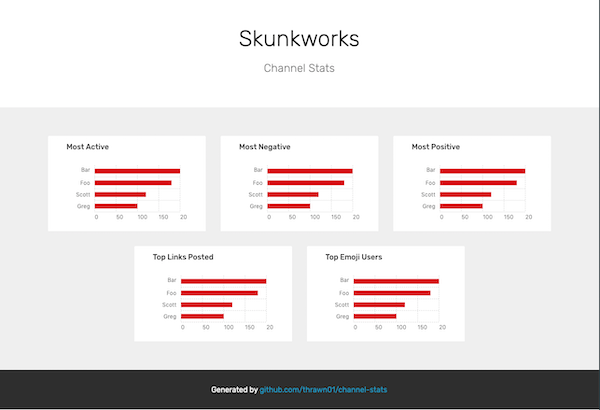 Skunkworks
Channel Stats
Most Active
Bar
Foo
Scott
Greg
0 50 100 150 20
Most Negative
Bar
Foo
Scott
Greg
0 50 100 150 20
Most Positive
Bar
Foo
Scott
Greg
0 50 100 150 20
Top Links Posted
Bar
Foo
Scott
Greg
0 50 100 150 20
Top Emoji Users
Bar
Foo
Scott
Greg
0 50 100 150 20
Generated by github.com/thrawn01/channel-stats